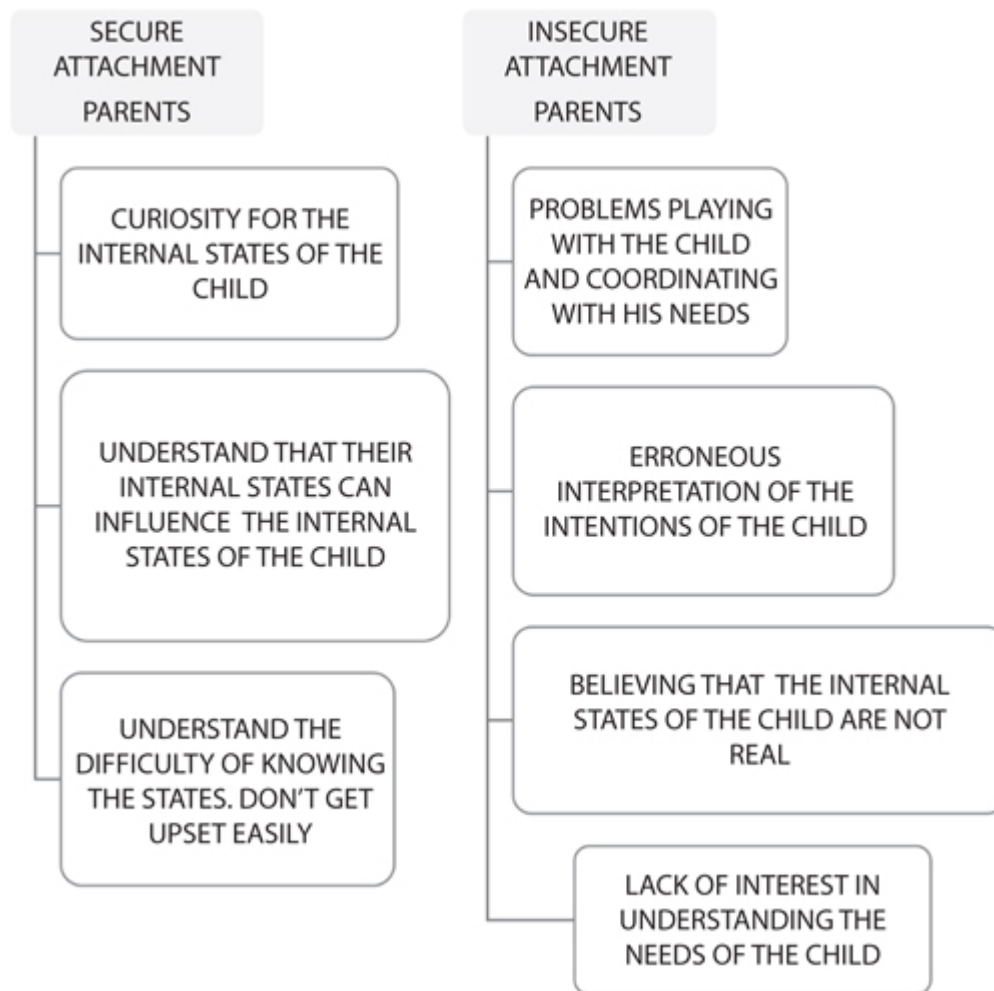 SECURE
ATTACHMENT
PARENTS
CURIOSITY FOR THE
INTERNAL STATES OF THE
CHILD
UNDERSTAND THAT THEIR
INTERNAL STATES CAN
INFLUENCE THE INTERNAL
STATES OF THE CHILD
UNDERSTAND THE
DIFFICULTY OF KNOWING
THE STATES. DON'T GET
UPSET EASILY
INSECURE
ATTACHMENT
PARENTS
PROBLEMS PLAYING
WITH THE CHILD
AND COORDINATING
WITH HIS NEEDS
ERRONEOUS
INTERPRETATION OF THE
INTENTIONS OF THE CHILD
BELIEVING THAT THE INTERNAL
STATES OF THE CHILD ARE NOT
REAL
LACK OF INTEREST IN
UNDERSTANDING THE
NEEDS OF THE CHILD